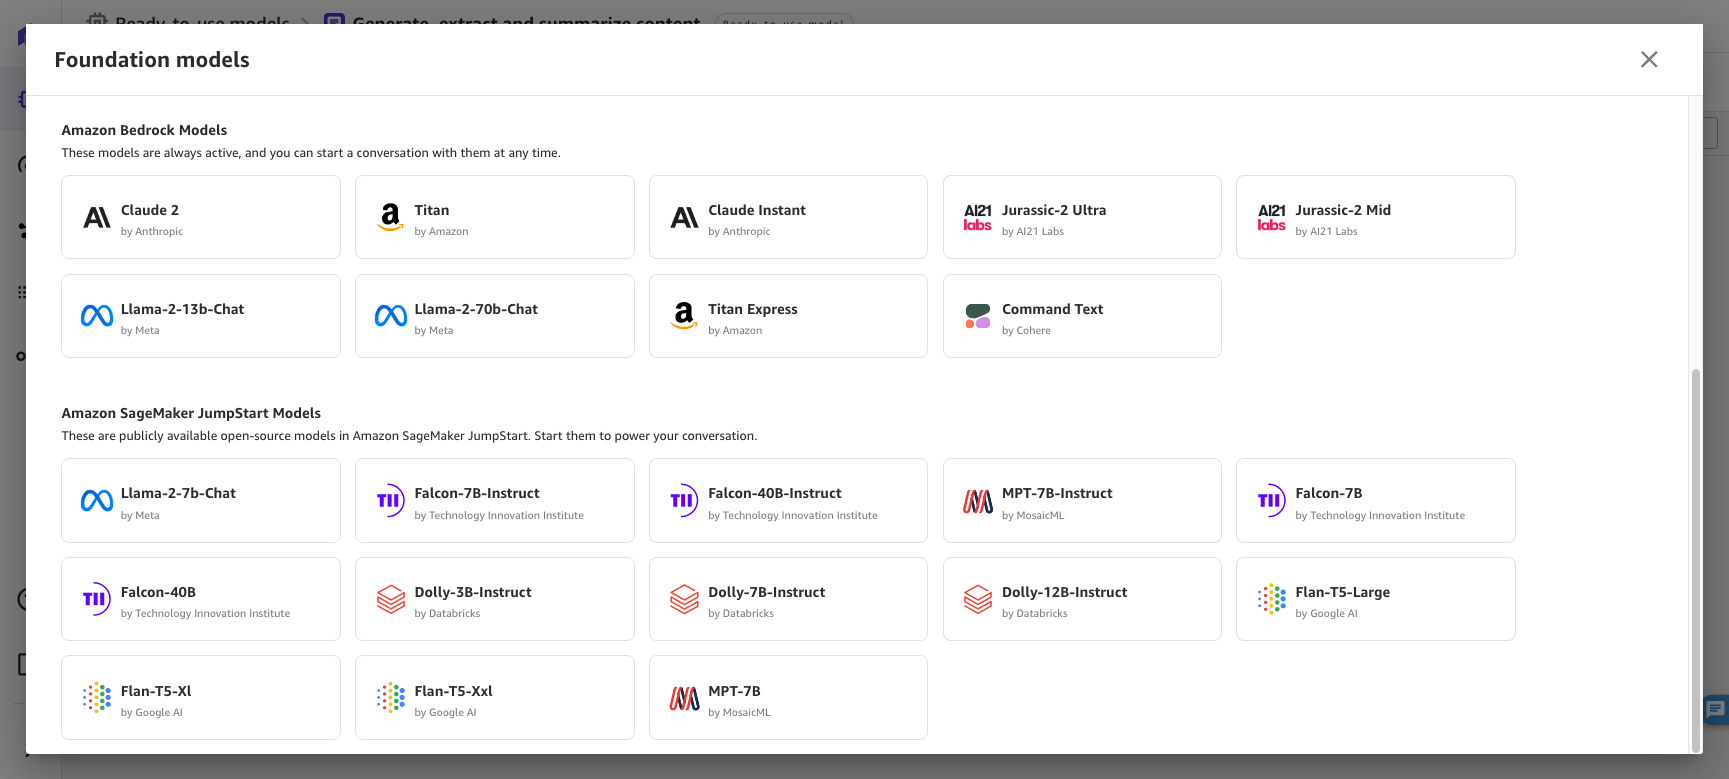 Ready-to-use models
Generate, extract and summarize content
Ready-to-use model
Foundation models
Amazon Bedrock Models
These models are always active, and you can start a conversation with them at any time.
Claude 2
by Anthropic
a
Titan
by Amazon
Claude Instant
by Anthropic
AI21
labs
Jurassic-2 Ultra
by AI21 Labs
AI21
labs
Jurassic-2 Mid
by AI21 Labs
Llama-2-13b-Chat
by Meta
Llama-2-70b-Chat
by Meta
a
Titan Express
by Amazon
Command Text
by Cohere
Amazon SageMaker JumpStart Models
These are publicly available open-source models in Amazon SageMaker JumpStart. Start them to power your conversation.
Llama-2-7b-Chat
by Meta
TII
Falcon-7B-Instruct
by Technology Innovation Institute
TII
Falcon-40B-Instruct
by Technology Innovation Institute
MPT-7B-Instruct
by MosaicML
TII
Falcon-7B
by Technology Innovation Institute
TII
Falcon-40B
by Technology Innovation Institute
Dolly-3B-Instruct
by Databricks
Dolly-7B-Instruct
by Databricks
Dolly-12B-Instruct
by Databricks
Flan-T5-Large
by Google AI
Flan-T5-Xl
by Google AI
Flan-T5-Xxl
by Google AI
MPT-7B
by MosaicML